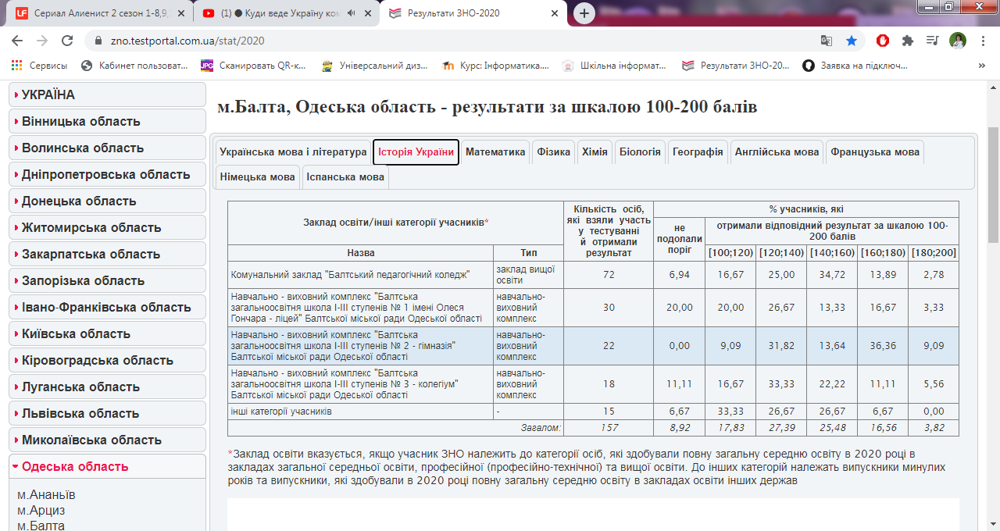 Сериал Алиенист 2 сезон 1-8,9,
(1) ● Куди веде Україну ко
Результати ЗНО-2020
zno.testportal.com.ua/stat/2020
Сервисы
Кабинет пользоват...
JPG
Сканировать QR-к...
Універсальний диз...
Курс: Інформатика....
Шкільна інформат...
Результати ЗНО-20...
Заявка на підключ...
»
УКРАЇНА
Вінницька область
Волинська область
Дніпропетровська область
Донецька область
Житомирська область
Закарпатська область
Запорізька область
Івано-Франківська область
Київська область
Кіровоградська область
Луганська область
Львівська область
Миколаївська область
Одеська область
м.Ананьїв
м.Арциз
м.Балта
м.Балта, Одеська область - результати за шкалою 100-200 балів
Українська мова і література Історія України Математика Фізика Хімія Біологія Географія Англійська мова Французька мова
Німецька мова Іспанська мова
Заклад освіти/інші категорії учасників*
Кількість осіб,
які взяли участь
у тестуванні
й отримали
результат
% учасників, які
не
подолали
поріг
отримали відповідний результат за шкалою 100-
200 балів
Назва Тип [100;120) [120;140) [140;160) [160;180) [180;200]
Комунальний заклад "Балтський педагогічний коледж"
заклад вищої
освіти
72 6,94 16,67 25,00 34,72 13,89 2,78
Навчально - виховний комплекс "Балтська
загальноосвітня школа І-ІІІ ступенів № 1 імені Олеся
Гончара - ліцей" Балтської міської ради Одеської області
навчально-
виховний
комплекс
30 20,00 20,00 26,67 13,33 16,67 3,33
Навчально - виховний комплекс "Балтська
загальноосвітня школа І-ІІІ ступенів № 2 - гімназія"
Балтської міської ради Одеської області
навчально-
виховний
комплекс
22 0,00 9,09 31,82 13,64 36,36 9,09
Навчально - виховний комплекс "Балтська
загальноосвітня школа І-ІІІ ступенів № 3 - колегіум"
Балтської міської ради Одеської області
навчально-
виховний
комплекс
18 11,11 16,67 33,33 22,22 11,11 5,56
інші категорії учасників - 15 6,67 33,33 26,67 26,67 6,67 0,00
Загалом: 157 8,92 17,83 27,39 25,48 16,56 3,82
*Заклад освіти вказується, якщо учасник ЗНО належить до категорії осіб, які здобували повну загальну середню освіту в 2020 році в
закладах загальної середньої освіти, професійної (професійно-технічної) та вищої освіти. До інших категорій належать випускники минулих
років та випускники, які здобували в 2020 році повну загальну середню освіту в закладах освіти інших держав